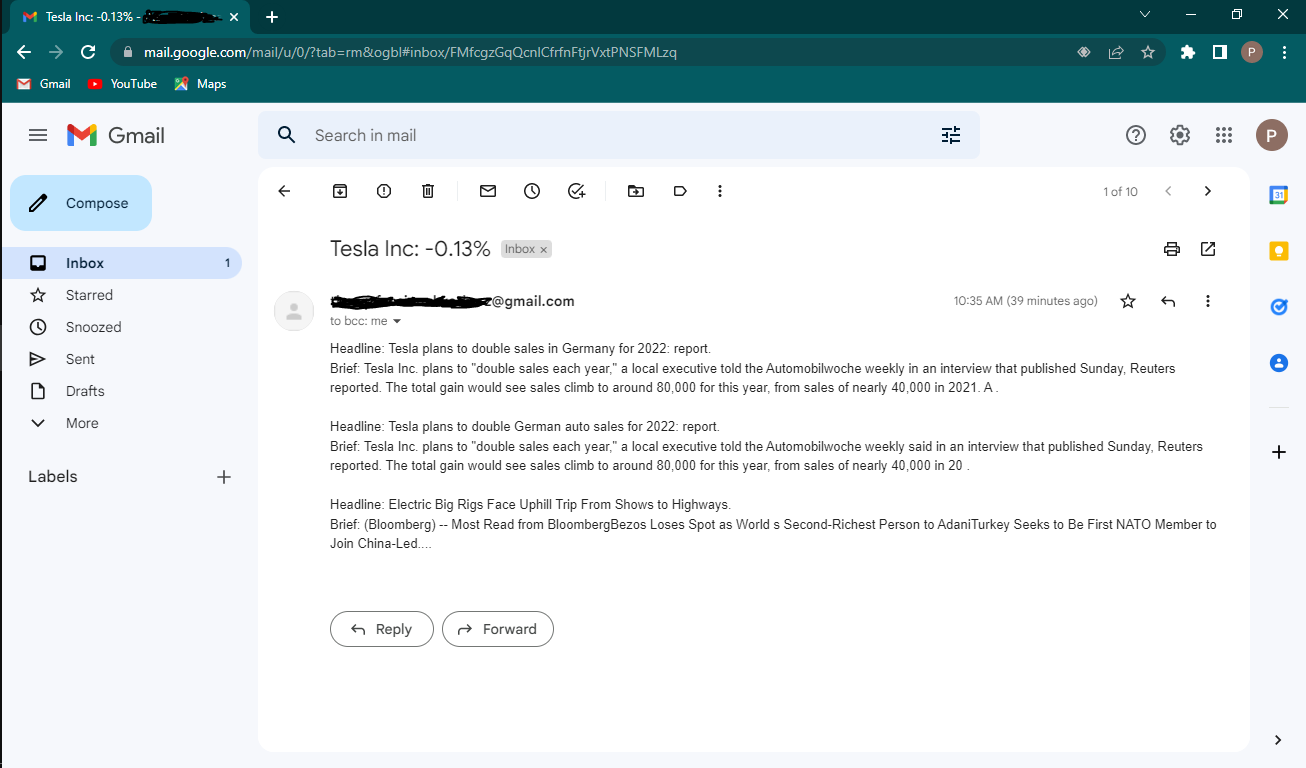 Tesla Inc: -0.13% -
mail.google.com/mail/u/0/?tab=rm&ogbl#inbox/FMfcgzGqQcnlCfrfnFtjrVxtPNSFMLzq
P
Gmail
YouTube
Maps
Gmail
Search in mail
P
Compose
1 of 10
31
Tesla Inc: -0.13%
Inbox ×
Inbox 1
Starred
Snoozed
Sent
Drafts
More
Labels
z@gmail.com
10:35 AM (39 minutes ago)
to bcc: me
Headline: Tesla plans to double sales in Germany for 2022: report.
Brief: Tesla Inc. plans to "double sales each year," a local executive told the Automobilwoche weekly in an interview that published Sunday, Reuters
reported. The total gain would see sales climb to around 80,000 for this year, from sales of nearly 40,000 in 2021. A .
Headline: Tesla plans to double German auto sales for 2022: report.
Brief: Tesla Inc. plans to "double sales each year," a local executive told the Automobilwoche weekly said in an interview that published Sunday, Reuters
reported. The total gain would see sales climb to around 80,000 for this year, from sales of nearly 40,000 in 20 .
Headline: Electric Big Rigs Face Uphill Trip From Shows to Highways.
Brief: (Bloomberg) -- Most Read from BloombergBezos Loses Spot as World s Second-Richest Person to AdaniTurkey Seeks to Be First NATO Member to
Join China-Led....
Reply
Forward